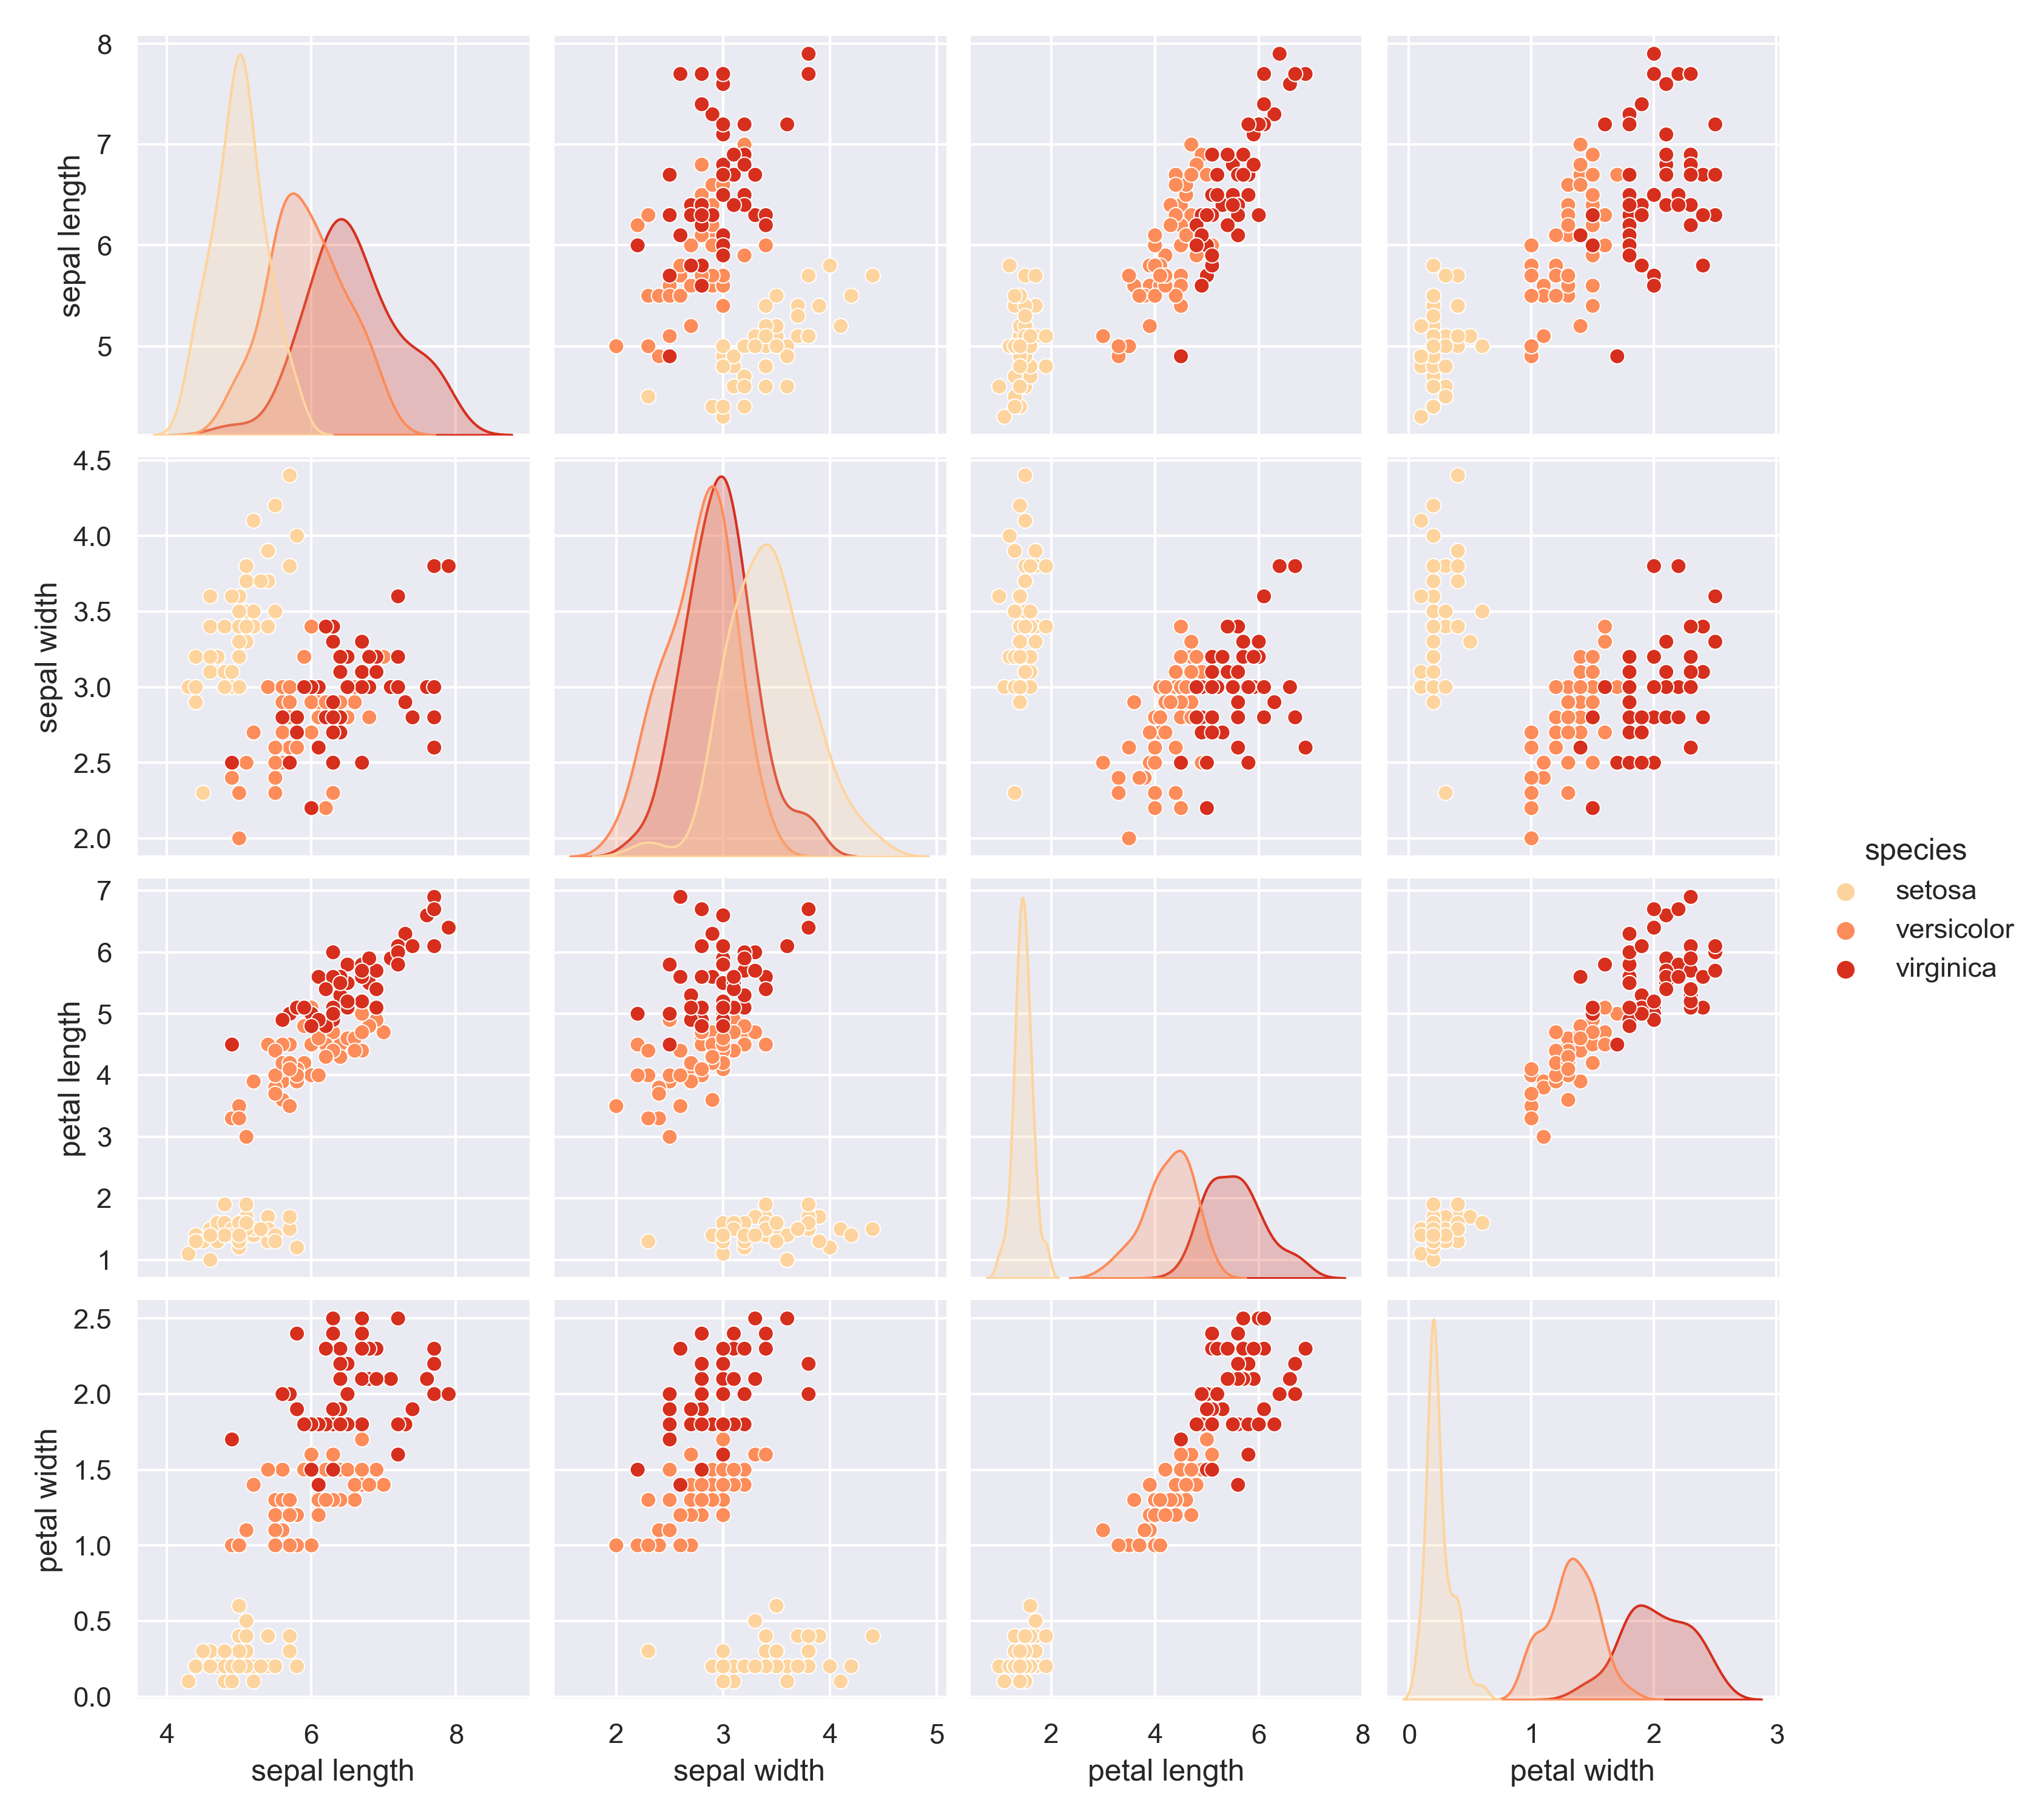 8
7
6
5
sepal length
4.5
4.0
3.5
3.0
2.5
2.0
sepal width
7
6
5
4
3
2
1
petal length
2.5
2.0
1.5
1.0
0.5
0.0
petal width
4 6 8
sepal length
2 3 4 5
sepal width
2 4 6 8
petal length
0 1 2 3
petal width
species
setosa
versicolor
virginica